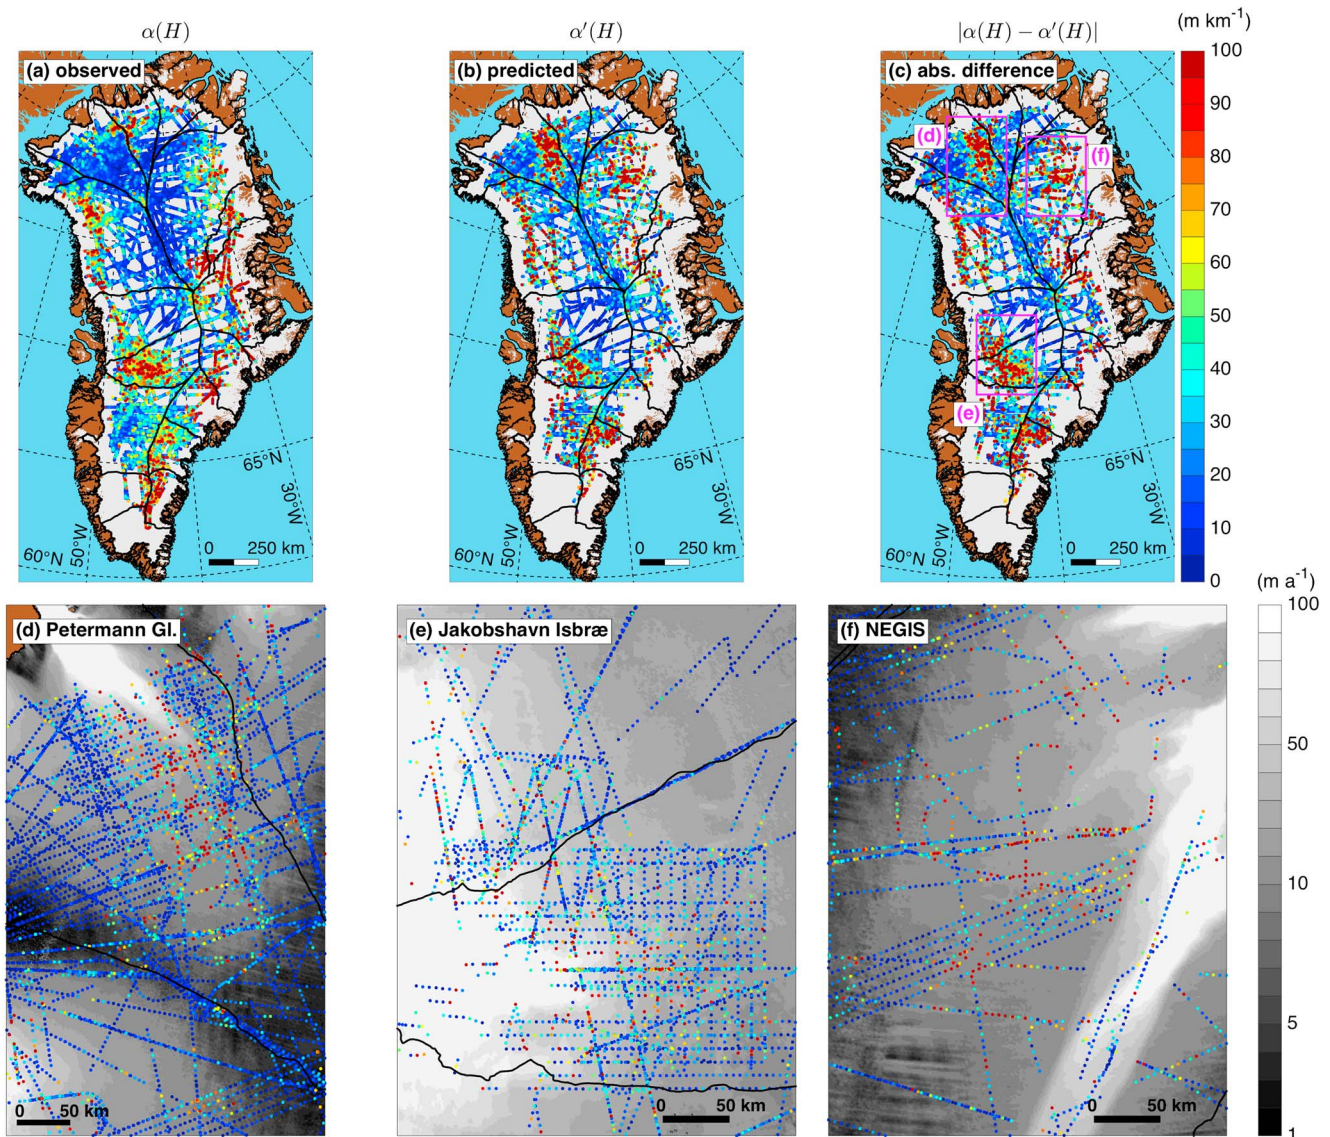 α(H)
α′(H)
|α(H) − α′(H)|
(m km⁻¹)
(a) observed
(b) predicted
(c) abs. difference
(d)
(f)
(e)
100
90
80
70
60
50
40
30
20
10
0
65°N
30°W
60°N
50°W
0 250 km
65°N
30°W
60°N
50°W
0 250 km
65°N
30°W
60°N
50°W
0 250 km
(m a⁻¹)
(d) Petermann Gl.
(e) Jakobshavn Isbræ
(f) NEGIS
100
50
10
5
1
0 50 km
0 50 km
0 50 km